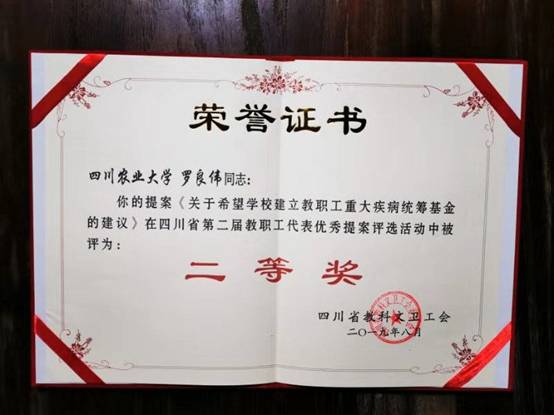 荣誉证书
四川农业大学 罗良伟同志：
你的提案《关于希望学校建立教职工重大疾病统筹基金
的建议》在四川省第二届教职工代表优秀提案评选活动中被
评为：
二等奖
四川省教科文卫工会
二〇一九年八月